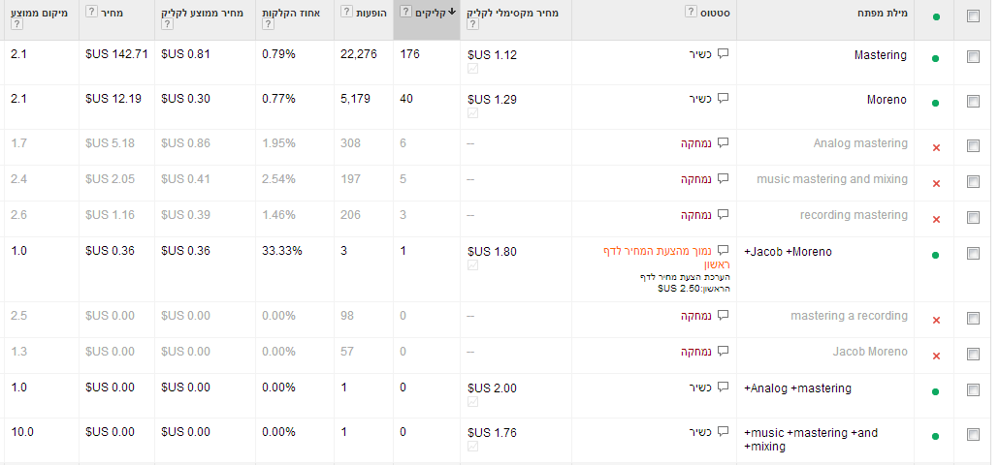 מילת מפתח סטטוס ? מחיר מקסימלי לקליק ? קליקים ? הופעות ? אחוז הקלקות ? מחיר ממוצע לקליק ? מחיר ? מיקום ממוצע ?
Mastering כשיר $US 1.12 176 22,276 0.79% $US 0.81 $US 142.71 2.1
Moreno כשיר $US 1.29 40 5,179 0.77% $US 0.30 $US 12.19 2.1
Analog mastering נמחקה -- 6 308 1.95% $US 0.86 $US 5.18 1.7
music mastering and mixing נמחקה -- 5 197 2.54% $US 0.41 $US 2.05 2.4
recording mastering נמחקה -- 3 206 1.46% $US 0.39 $US 1.16 2.6
+Jacob +Moreno נמוך מהצעת המחיר לדף $US 1.80 1 3 33.33% $US 0.36 $US 0.36 1.0
ראשון
הערכת הצעת מחיר לדף
הראשון:$US 2.50
mastering a recording נמחקה -- 0 98 0.00% $US 0.00 $US 0.00 2.5
Jacob Moreno נמחקה -- 0 57 0.00% $US 0.00 $US 0.00 1.3
+Analog +mastering כשיר $US 2.00 0 1 0.00% $US 0.00 $US 0.00 1.0
+music +mastering +and כשיר $US 1.76 0 1 0.00% $US 0.00 $US 0.00 10.0
+mixing